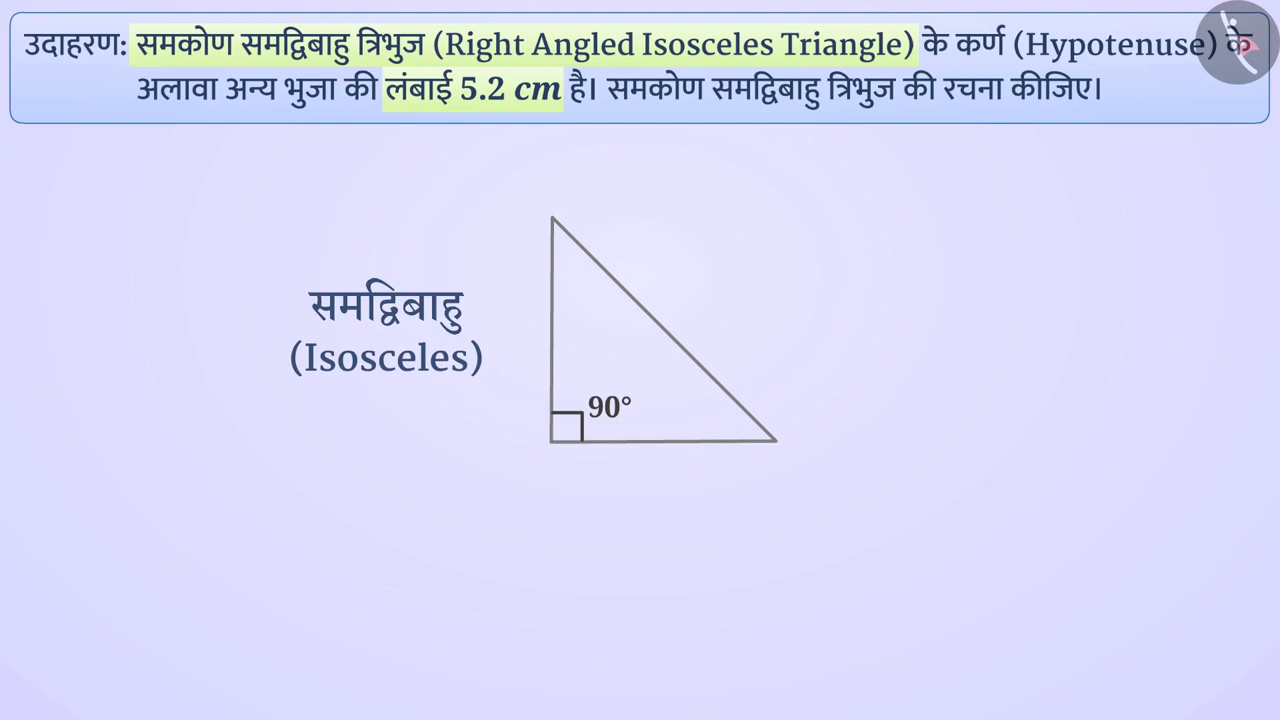 उदाहरण: समकोण समद्विबाहु त्रिभुज (Right Angled Isosceles Triangle) के कर्ण (Hypotenuse) के
अलावा अन्य भुजा की लंबाई 5.2 cm है। समकोण समद्विबाहु त्रिभुज की रचना कीजिए।
समद्विबाहु
(Isosceles)
90°